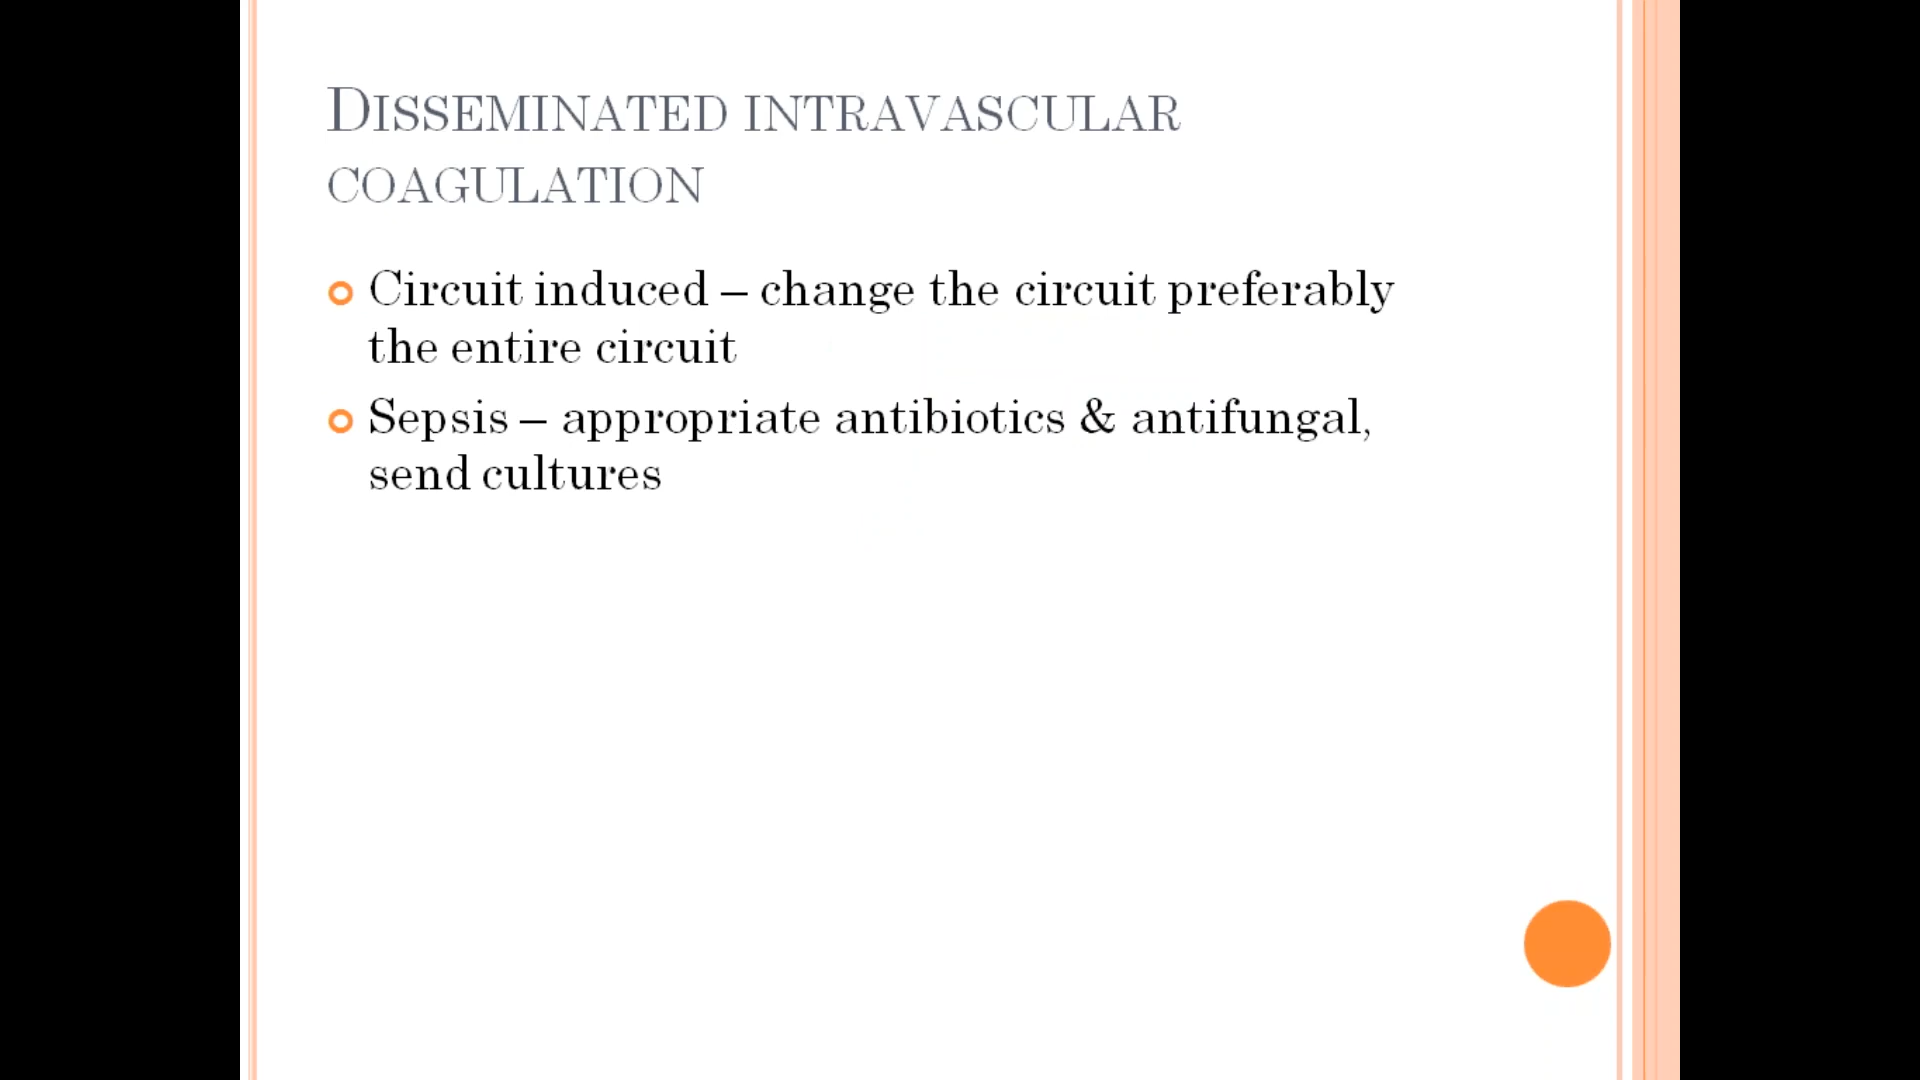 DISSEMINATED INTRAVASCULAR
COAGULATION
Circuit induced – change the circuit preferably
the entire circuit
Sepsis – appropriate antibiotics & antifungal,
send cultures